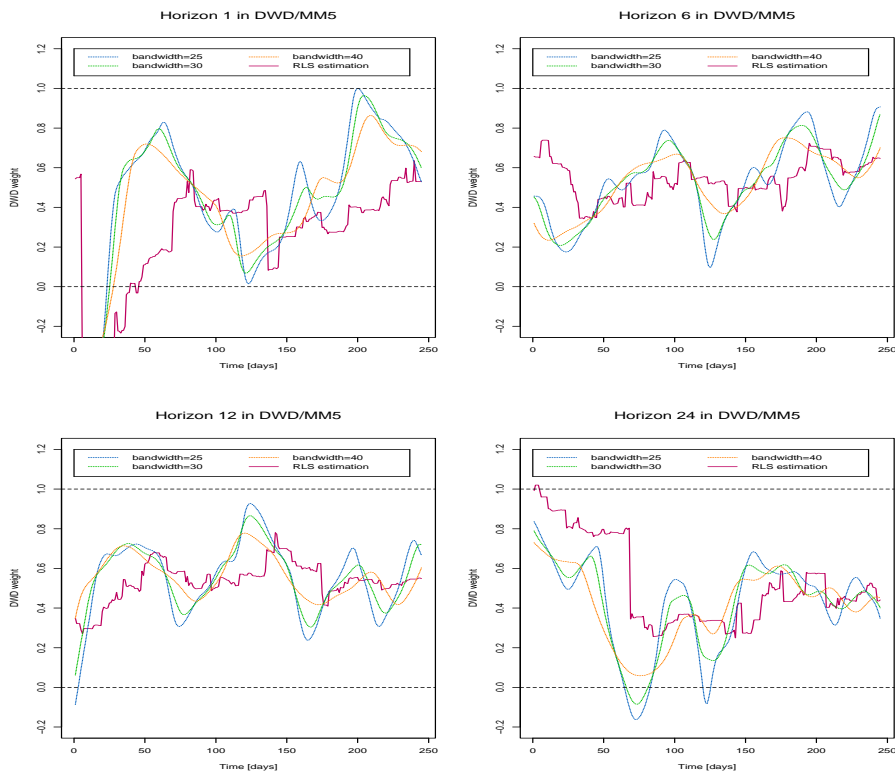 Horizon 1 in DWD/MM5
bandwidth=25
bandwidth=30
bandwidth=40
RLS estimation
DWD weight
1.2
1.0
0.8
0.6
0.4
0.2
0.0
−0.2
0 50 100 150 200 250
Time [days]
Horizon 6 in DWD/MM5
bandwidth=25
bandwidth=30
bandwidth=40
RLS estimation
DWD weight
1.2
1.0
0.8
0.6
0.4
0.2
0.0
−0.2
0 50 100 150 200 250
Time [days]
Horizon 12 in DWD/MM5
bandwidth=25
bandwidth=30
bandwidth=40
RLS estimation
DWD weight
1.2
1.0
0.8
0.6
0.4
0.2
0.0
−0.2
0 50 100 150 200 250
Time [days]
Horizon 24 in DWD/MM5
bandwidth=25
bandwidth=30
bandwidth=40
RLS estimation
DWD weight
1.2
1.0
0.8
0.6
0.4
0.2
0.0
−0.2
0 50 100 150 200 250
Time [days]